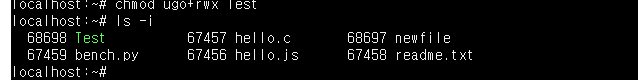 localhost:~# chmod ugo+rwx Test
localhost:~# ls -i
68698 Test 67457 hello.c 68697 newfile
67459 bench.py 67456 hello.js 67458 readme.txt
localhost:~#